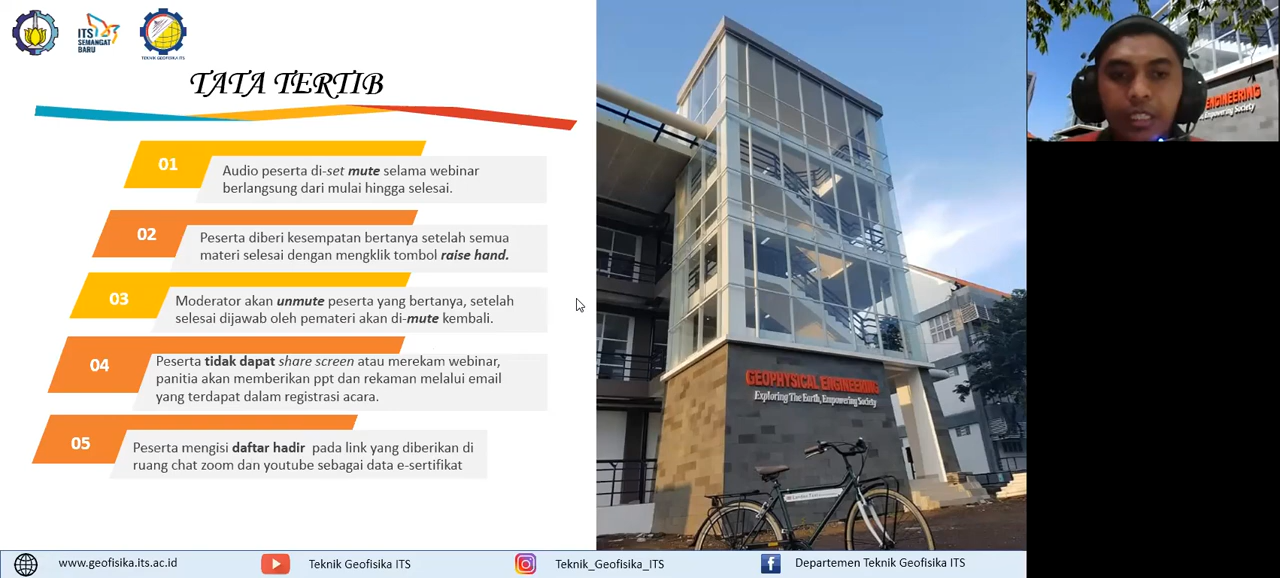 ITS
SEMANGAT
BARU
TEKNIK GEOFISIKA ITS
TATA TERTIB
01
Audio peserta di-set mute selama webinar
berlangsung dari mulai hingga selesai.
02
Peserta diberi kesempatan bertanya setelah semua
materi selesai dengan mengklik tombol raise hand.
03
Moderator akan unmute peserta yang bertanya, setelah
selesai dijawab oleh pemateri akan di-mute kembali.
04
Peserta tidak dapat share screen atau merekam webinar,
panitia akan memberikan ppt dan rekaman melalui email
yang terdapat dalam registrasi acara.
05
Peserta mengisi daftar hadir pada link yang diberikan di
ruang chat zoom dan youtube sebagai data e-sertifikat
GEOPHYSICAL ENGINEERING
Exploring The Earth, Empowering Society
ENGINEERING
Empowering Society
www.geofisika.its.ac.id
Teknik Geofisika ITS
Teknik_Geofisika_ITS
Departemen Teknik Geofisika ITS